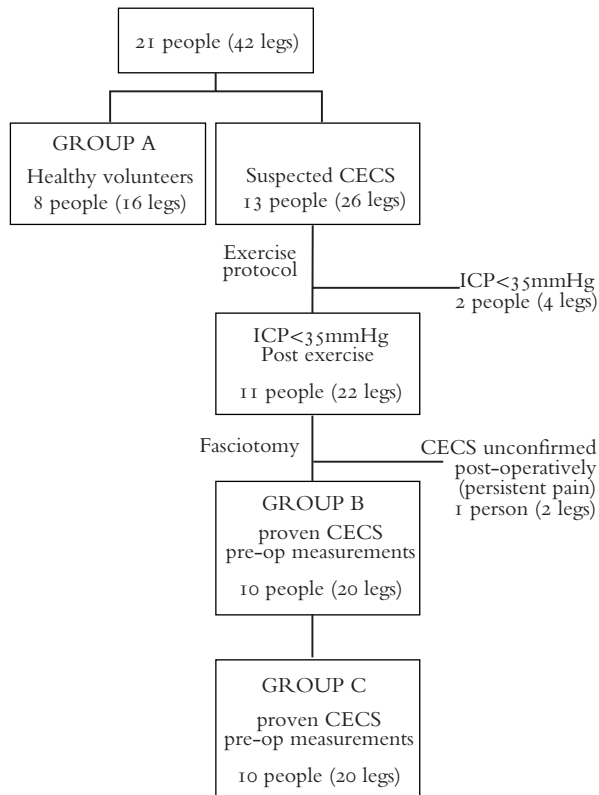 21 people (42 legs)
GROUP A
Healthy volunteers
8 people (16 legs)
Suspected CECS
13 people (26 legs)
Exercise
protocol
ICP<35mmHg
2 people (4 legs)
ICP<35mmHg
Post exercise
11 people (22 legs)
Fasciotomy
CECS unconfirmed
post-operatively
(persistent pain)
1 person (2 legs)
GROUP B
proven CECS
pre-op measurements
10 people (20 legs)
GROUP C
proven CECS
pre-op measurements
10 people (20 legs)